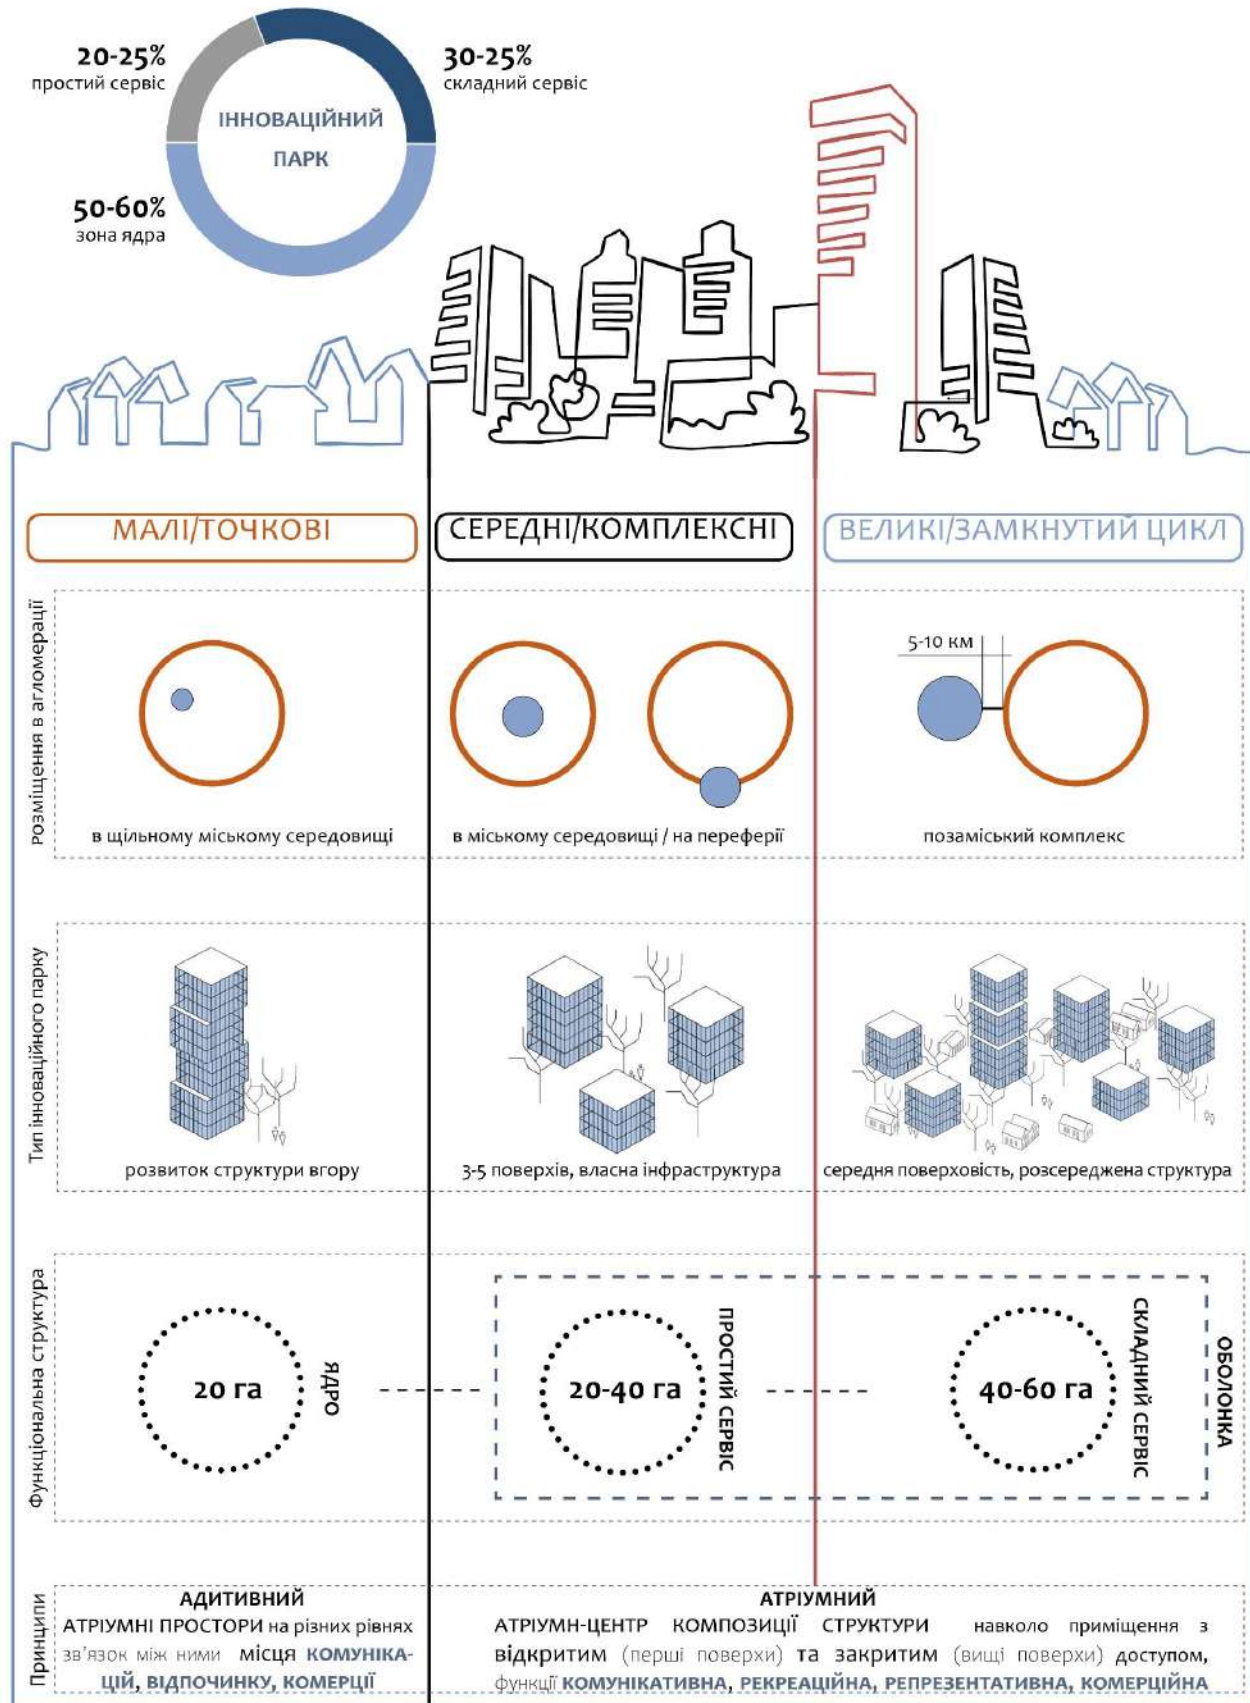 20-25%
простий сервіс
30-25%
складний сервіс
ІННОВАЦІЙНИЙ
ПАРК
50-60%
зона ядра
МАЛІ/ТОЧКОВІ
СЕРЕДНІ/КОМПЛЕКСНІ
ВЕЛИКІ/ЗАМКНУТИЙ ЦИКЛ
Розміщення в агломерації
5-10 км
в щільному міському середовищі
в міському середовищі / на переферії
позаміський комплекс
Тип інноваційного парку
розвиток структури вгору
3-5 поверхів, власна інфраструктура
середня поверховість, розсереджена структура
Функціональна структура
20 га
ЯДРО
20-40 га
ПРОСТИЙ СЕРВІС
40-60 га
СКЛАДНИЙ СЕРВІС
ОБОЛОНКА
Принципи
АДИТИВНИЙ
АТРІУМНІ ПРОСТОРИ на різних рівнях
зв'язок між ними місця КОМУНІКА-
ЦІЙ, ВІДПОЧИНКУ, КОМЕРЦІЇ
АТРІУМНИЙ
АТРІУМН-ЦЕНТР КОМПОЗИЦІЇ СТРУКТУРИ навколо приміщення з
відкритим (перші поверхи) та закритим (вищі поверхи) доступом,
функції КОМУНІКАТИВНА, РЕКРЕАЦІЙНА, РЕПРЕЗЕНТАТИВНА, КОМЕРЦІЙНА